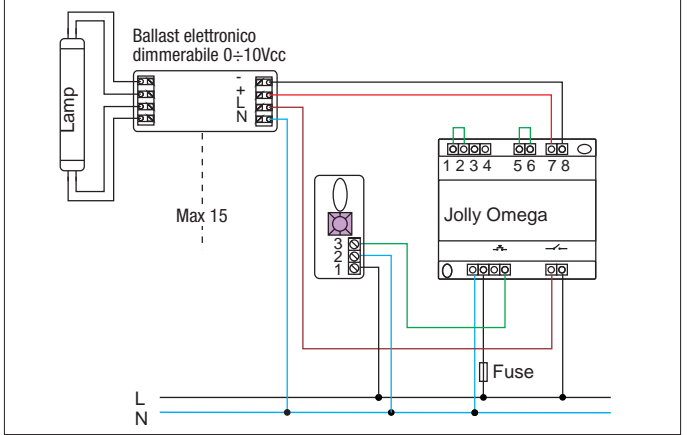 Ballast elettronico
dimmerabile 0÷10Vcc
Lamp
-
+
L
N
Max 15
3
2
1
1 2 3 4 5 6 7 8
Jolly Omega
Fuse
L
N